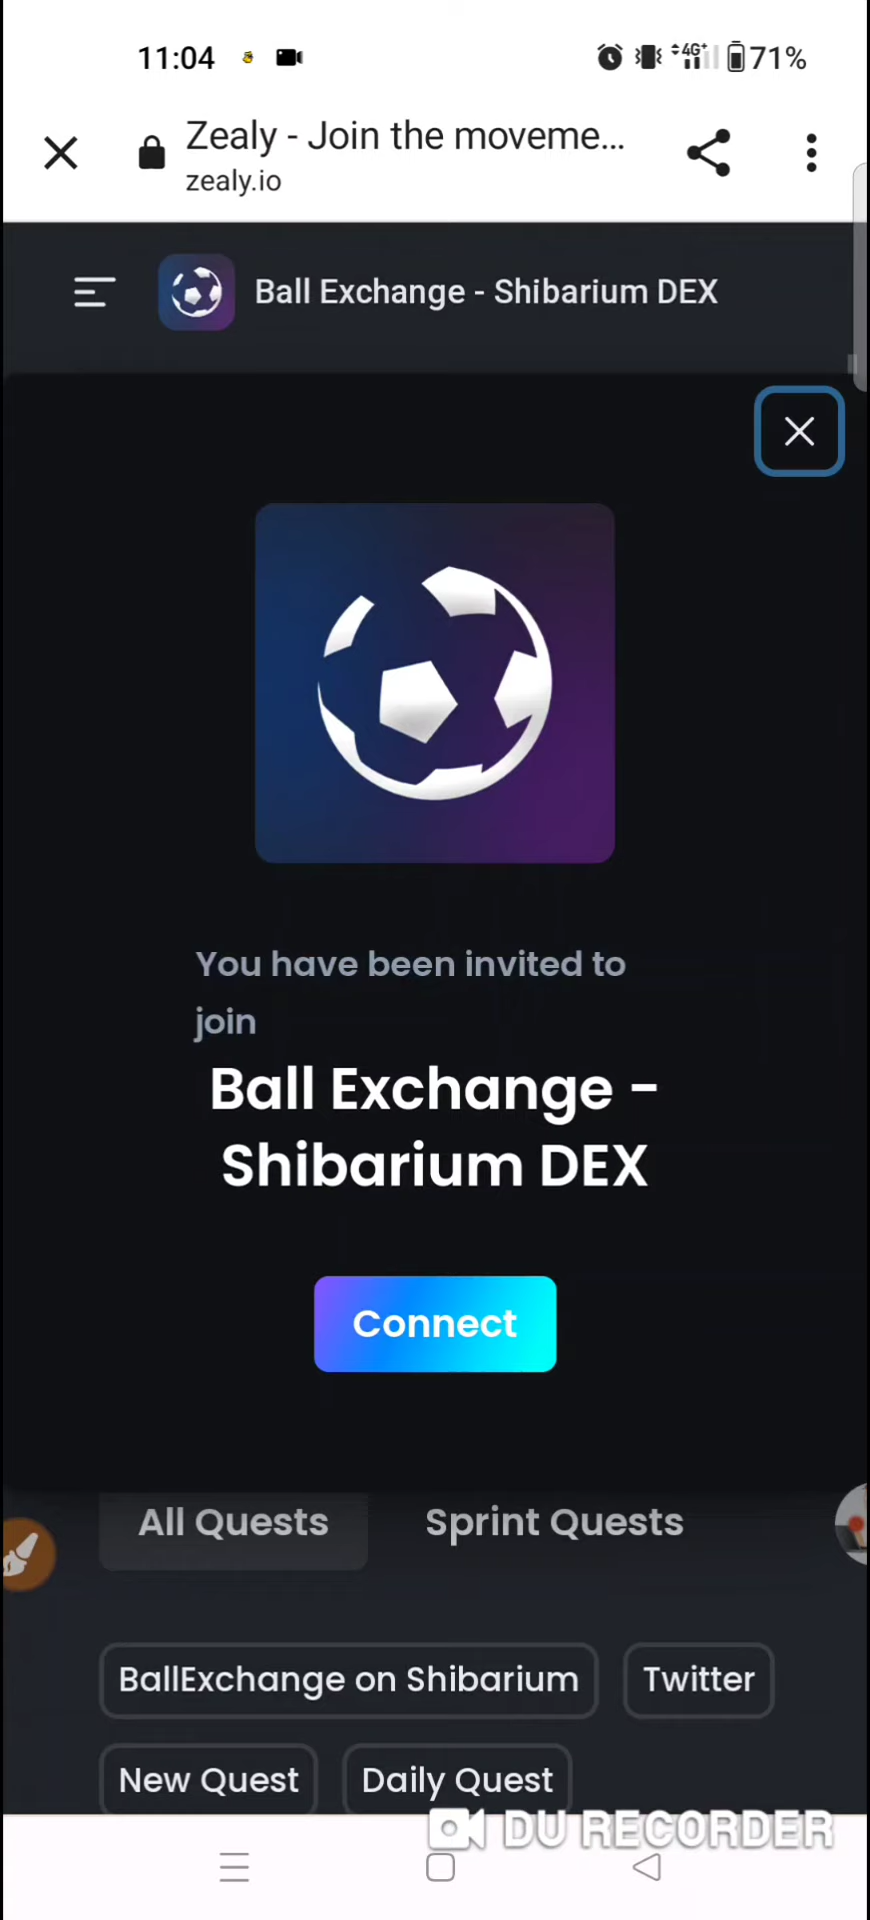 11:04
4G+
71%
Zealy - Join the moveme...
zealy.io
Ball Exchange - Shibarium DEX
You have been invited to
join
Ball Exchange -
Shibarium DEX
Connect
All Quests
Sprint Quests
BallExchange on Shibarium
Twitter
New Quest
Daily Quest
DU RECORDER